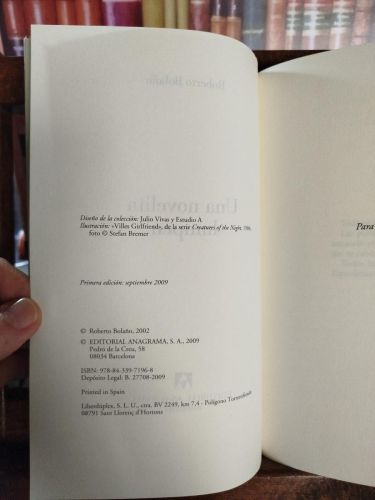 Roberto Bolaño
Una novelita
lumpen
Diseño de la colección: Julio Vivas y Estudio A
Ilustración: «Villes Girlfriend», de la serie Creatures of the Night,
foto © Stefan Bremer
Para
Primera edición: septiembre 2009
© Roberto Bolaño, 2002
© EDITORIAL ANAGRAMA, S. A., 2009
Pedro de la Creu, 58
08034 Barcelona
ISBN: 978-84-339-7196-8
Depósito Legal: B. 27708-2009
Printed in Spain
Liberdúplex, S. L. U., ctra. BV 2249, km 7,4 - Polígono Torrentfondo
08791 Sant Llorenç d'Hortons